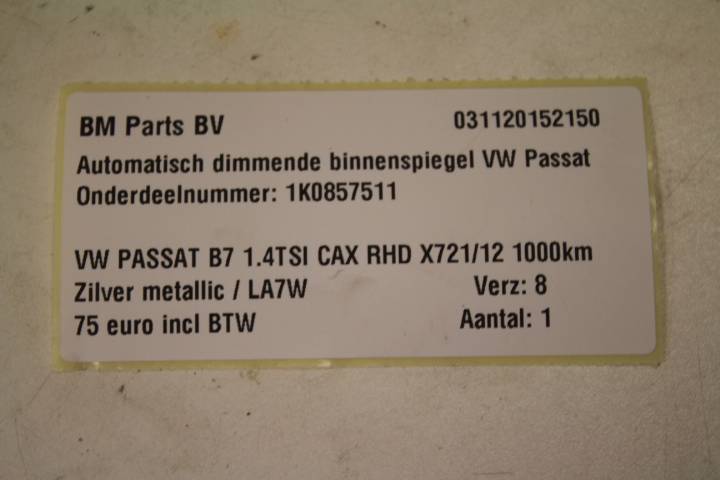 BM Parts BV 031120152150
Automatisch dimmende binnenspiegel VW Passat
Onderdeelnummer: 1K0857511
VW PASSAT B7 1.4TSI CAX RHD X721/12 1000km
Zilver metallic / LA7W Verz: 8
75 euro incl BTW Aantal: 1